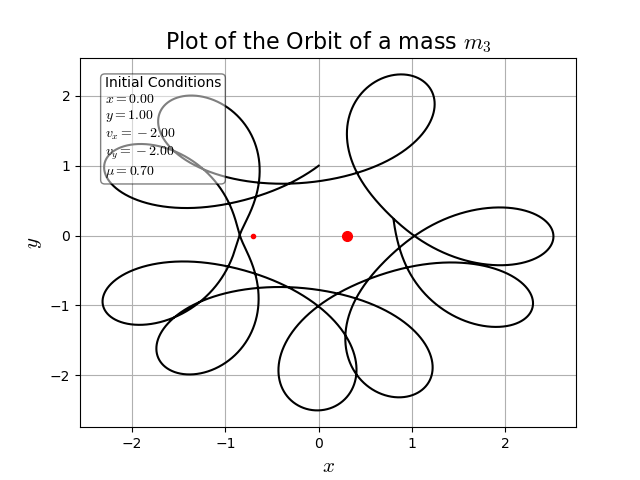 Plot of the Orbit of a mass m₃
Initial Conditions
x = 0.00
y = 1.00
vₓ = −2.00
v_y = −2.00
μ = 0.70
y
2
1
0
−1
−2
−2 −1 0 1 2
x